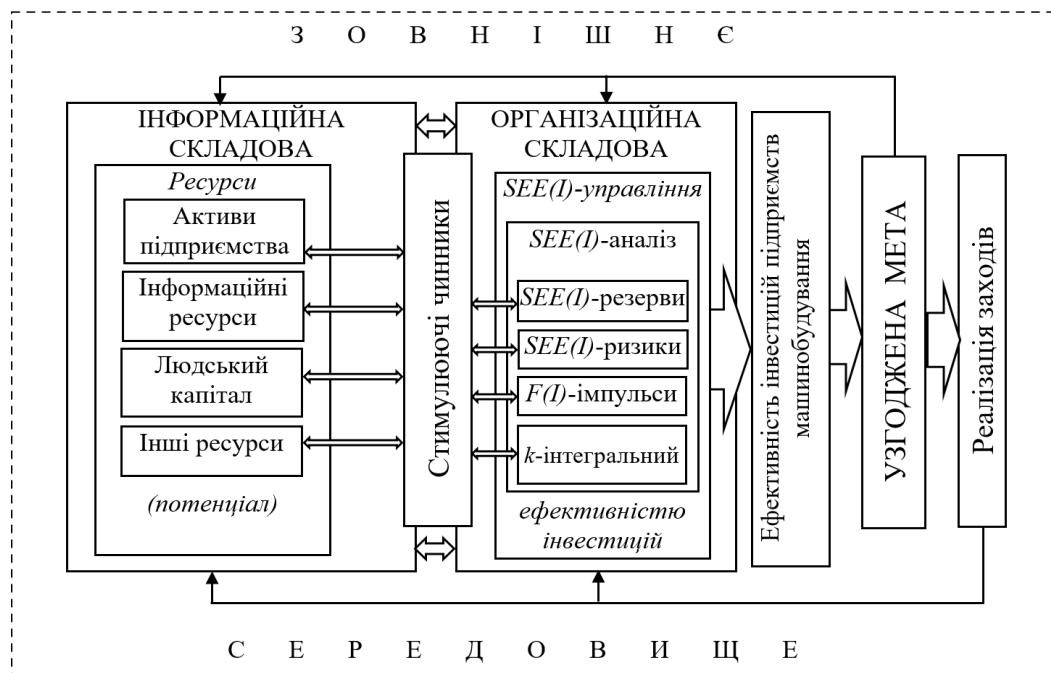 З О В Н І Ш Н Є
ІНФОРМАЦІЙНА
СКЛАДОВА
Ресурси
Активи
підприємства
Інформаційні
ресурси
Людський
капітал
Інші ресурси
(потенціал)
Стимулюючі чинники
ОРГАНІЗАЦІЙНА
СКЛАДОВА
SEE(I)-управління
SEE(I)-аналіз
SEE(I)-резерви
SEE(I)-ризики
F(I)-імпульси
k-інтегральний
ефективністю
інвестицій
Ефективність інвестицій підприємств
машинобудування
УЗГОДЖЕНА МЕТА
Реалізація заходів
С Е Р Е Д О В И Щ Е